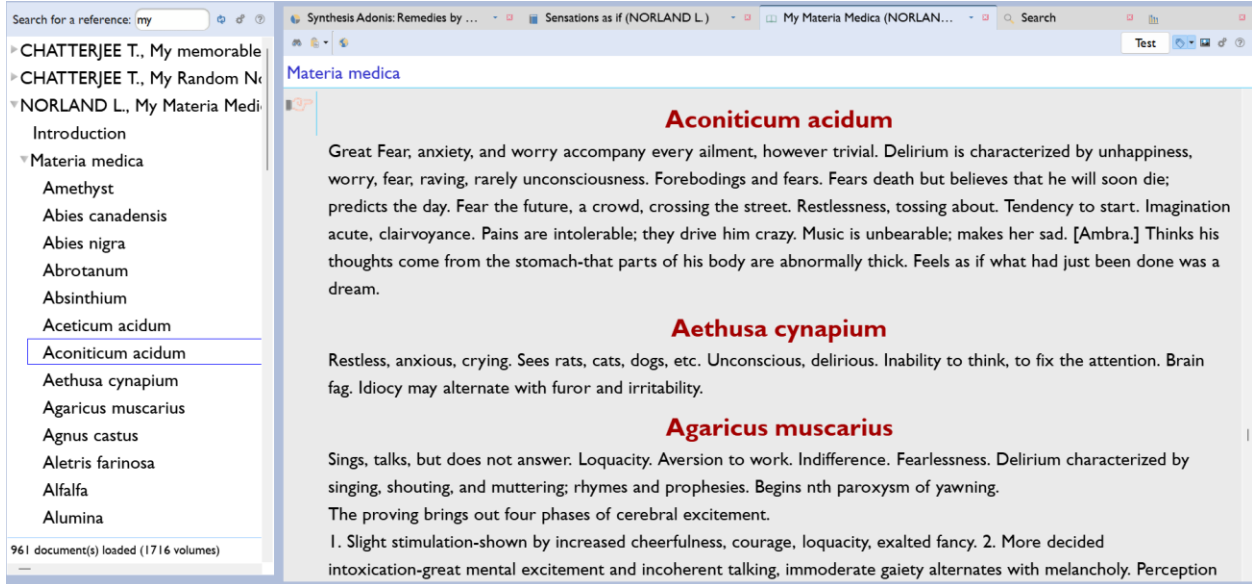 Search for a reference: my
CHATTERJEE T., My memorable
CHATTERJEE T., My Random No
NORLAND L., My Materia Medi
Introduction
Materia medica
Amethyst
Abies canadensis
Abies nigra
Abrotanum
Absinthium
Aceticum acidum
Aconiticum acidum
Aethusa cynapium
Agaricus muscarius
Agnus castus
Aletris farinosa
Alfalfa
Alumina
961 document(s) loaded (1716 volumes)
Synthesis Adonis: Remedies by ... Sensations as if (NORLAND L.) My Materia Medica (NORLAN... Search
Test
Materia medica
Aconiticum acidum
Great Fear, anxiety, and worry accompany every ailment, however trivial. Delirium is characterized by unhappiness,
worry, fear, raving, rarely unconsciousness. Forebodings and fears. Fears death but believes that he will soon die;
predicts the day. Fear the future, a crowd, crossing the street. Restlessness, tossing about. Tendency to start. Imagination
acute, clairvoyance. Pains are intolerable; they drive him crazy. Music is unbearable; makes her sad. [Ambra.] Thinks his
thoughts come from the stomach-that parts of his body are abnormally thick. Feels as if what had just been done was a
dream.
Aethusa cynapium
Restless, anxious, crying. Sees rats, cats, dogs, etc. Unconscious, delirious. Inability to think, to fix the attention. Brain
fag. Idiocy may alternate with furor and irritability.
Agaricus muscarius
Sings, talks, but does not answer. Loquacity. Aversion to work. Indifference. Fearlessness. Delirium characterized by
singing, shouting, and muttering; rhymes and prophesies. Begins nth paroxysm of yawning.
The proving brings out four phases of cerebral excitement.
1. Slight stimulation-shown by increased cheerfulness, courage, loquacity, exalted fancy. 2. More decided
intoxication-great mental excitement and incoherent talking, immoderate gaiety alternates with melancholy. Perception